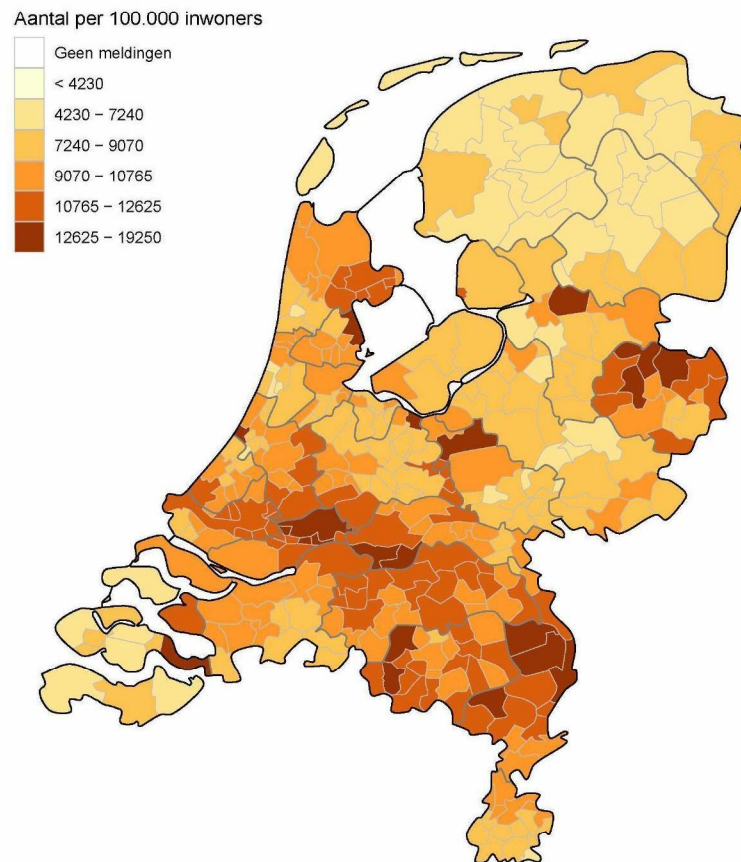 Aantal per 100.000 inwoners
Geen meldingen
< 4230
4230 − 7240
7240 − 9070
9070 − 10765
10765 − 12625
12625 − 19250